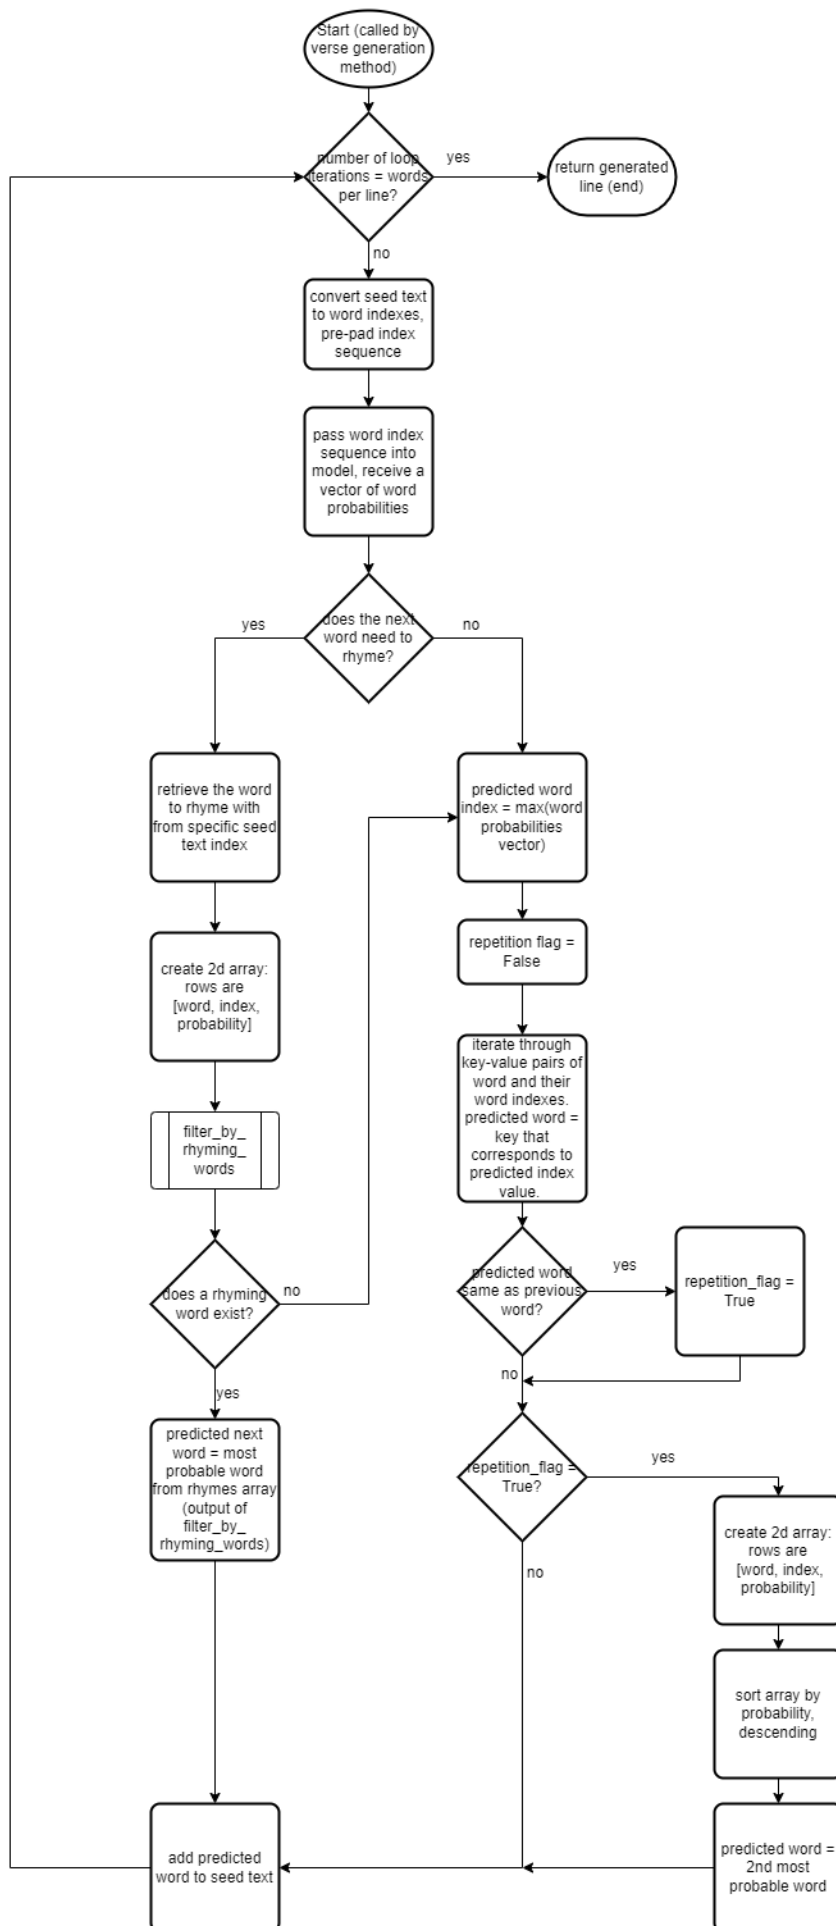 Start (called by
verse generation
method)
number of loop
iterations = words
per line?
yes
return generated
line (end)
no
convert seed text
to word indexes,
pre-pad index
sequence
pass word index
sequence into
model, receive a
vector of word
probabilities
does the next
word need to
rhyme?
yes
no
retrieve the word
to rhyme with
from specific seed
text index
predicted word
index = max(word
probabilities
vector)
create 2d array:
rows are
[word, index,
probability]
repetition flag =
False
iterate through
key-value pairs of
word and their
word indexes.
predicted word =
key that
corresponds to
predicted index
value.
filter_by_
rhyming_
words
does a rhyming
word exist?
no
predicted word
same as previous
word?
yes
repetition_flag =
True
no
yes
predicted next
word = most
probable word
from rhymes array
(output of
filter_by_
rhyming_words)
repetition_flag =
True?
yes
no
create 2d array:
rows are
[word, index,
probability]
sort array by
probability,
descending
add predicted
word to seed text
predicted word =
2nd most
probable word